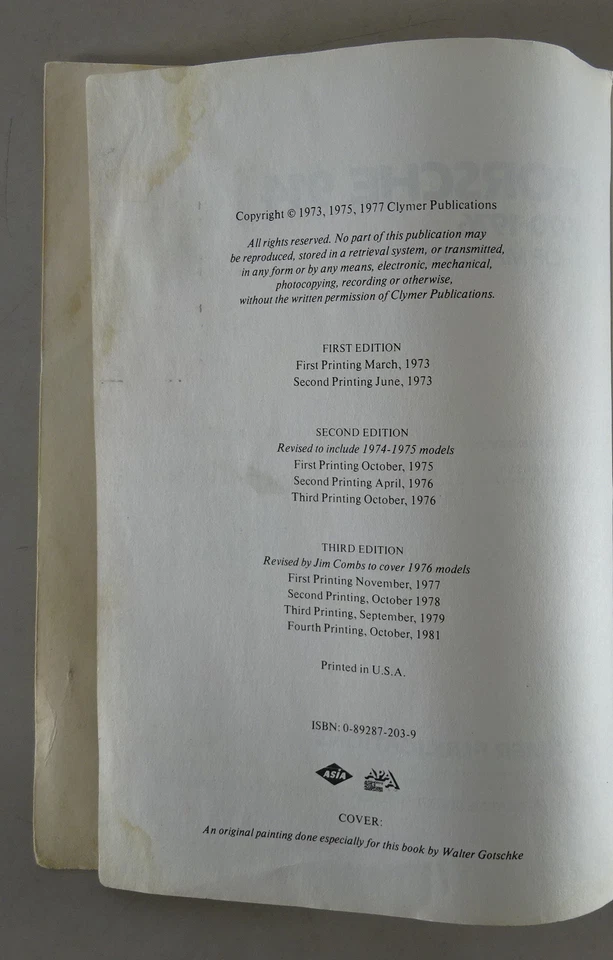 Copyright © 1973, 1975, 1977 Clymer Publications
All rights reserved. No part of this publication may
be reproduced, stored in a retrieval system, or transmitted,
in any form or by any means, electronic, mechanical,
photocopying, recording or otherwise,
without the written permission of Clymer Publications.
FIRST EDITION
First Printing March, 1973
Second Printing June, 1973
SECOND EDITION
Revised to include 1974-1975 models
First Printing October, 1975
Second Printing April, 1976
Third Printing October, 1976
THIRD EDITION
Revised by Jim Combs to cover 1976 models
First Printing November, 1977
Second Printing, October 1978
Third Printing, September, 1979
Fourth Printing, October, 1981
Printed in U.S.A.
ISBN: 0-89287-203-9
ASIA APAA
COVER:
An original painting done especially for this book by Walter Gotschke